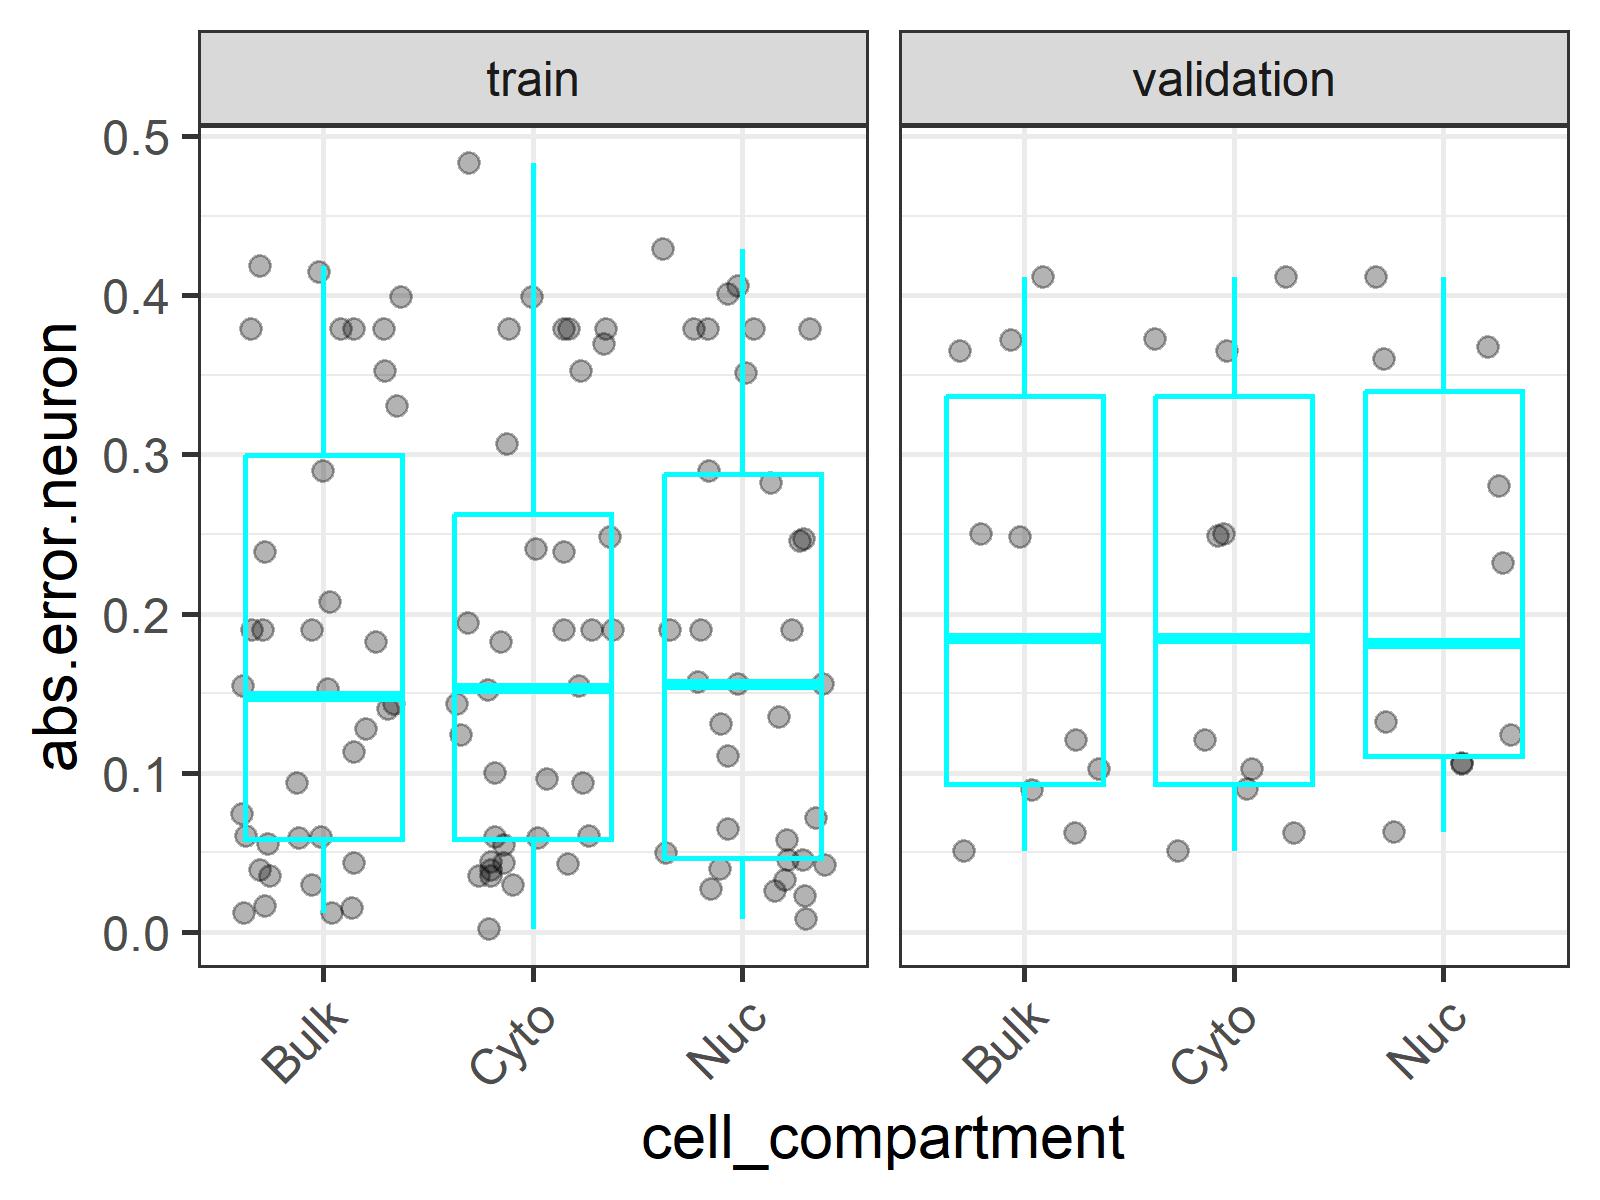 train
validation
abs.error.neuron
0.5
0.4
0.3
0.2
0.1
0.0
Bulk
Cyto
Nuc
Bulk
Cyto
Nuc
cell_compartment